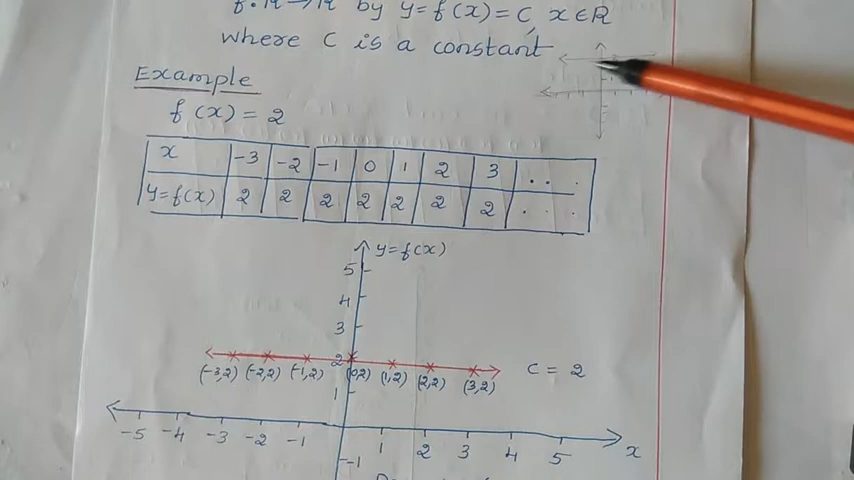 f: R → R by y = f(x) = C, x ∈ R
where C is a constant
Example
f(x) = 2
x -3 -2 -1 0 1 2 3 . . .
y=f(x) 2 2 2 2 2 2 2 . . .
y=f(x)
5
4
3
2
(-3,2) (-2,2) (-1,2) (0,2) (1,2) (2,2) (3,2) C = 2
1
-5 -4 -3 -2 -1 1 2 3 4 5 x
-1